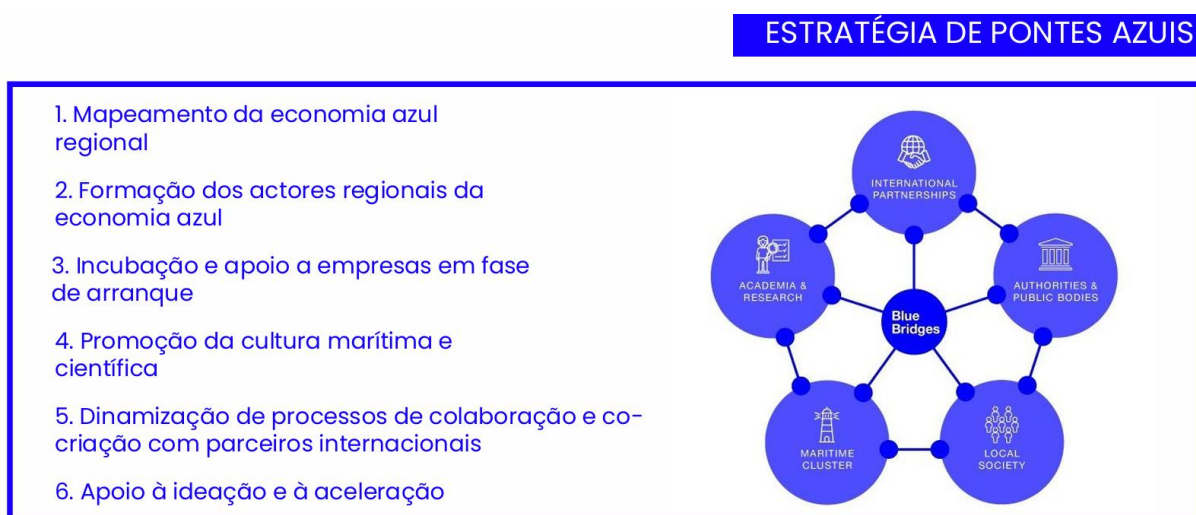 ESTRATÉGIA DE PONTES AZUIS
1. Mapeamento da economia azul
regional
2. Formação dos actores regionais da
economia azul
3. Incubação e apoio a empresas em fase
de arranque
4. Promoção da cultura marítima e
científica
5. Dinamização de processos de colaboração e co-
criação com parceiros internacionais
6. Apoio à ideação e à aceleração
INTERNATIONAL
PARTNERSHIPS
ACADEMIA &
RESEARCH
AUTHORITIES &
PUBLIC BODIES
Blue
Bridges
MARITIME
CLUSTER
LOCAL
SOCIETY